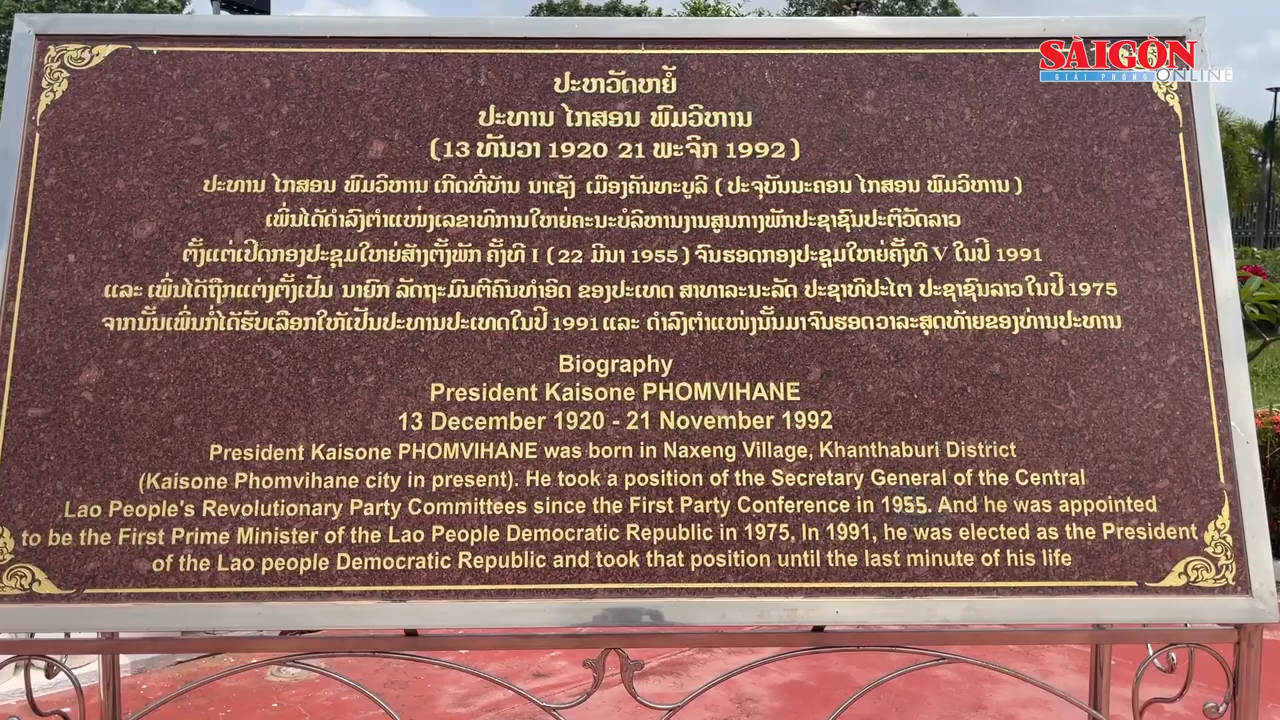 SÀIGÒN
GIẢI PHÓNG ONLINE
ປະຫວັດຫຍໍ້
ປະທານ ໄກສອນ ພົມວິຫານ
(13 ທັນວາ 1920 21 ພະຈິກ 1992 )
ປະທານ ໄກສອນ ພົມວິຫານ ເກີດທີ່ບ້ານ ນາເຊັງ ເມືອງຄັນທະບູລີ ( ປະຈຸບັນນະຄອນ ໄກສອນ ພົມວິຫານ )
ເພິ່ນໄດ້ດຳລົງຕຳແໜ່ງເລຂາທິການໃຫຍ່ຄະນະບໍລິຫານງານສູນກາງພັກປະຊາຊົນປະຕິວັດລາວ
ຕັ້ງແຕ່ເປີດກອງປະຊຸມໃຫຍ່ສ້າງຕັ້ງພັກ ຄັ້ງທີ I ( 22 ມີນາ 1955 ) ຈົນຮອດກອງປະຊຸມໃຫຍ່ຄັ້ງທີ V ໃນປີ 1991
ແລະ ເພິ່ນໄດ້ຖືກແຕ່ງຕັ້ງເປັນ ນາຍົກ ລັດຖະມົນຕີຄົນທຳອິດ ຂອງປະເທດ ສາທາລະນະລັດ ປະຊາທິປະໄຕ ປະຊາຊົນລາວ ໃນປີ 1975
ຈາກນັ້ນເພິ່ນກໍ່ໄດ້ຮັບເລືອກໃຫ້ເປັນປະທານປະເທດໃນປີ 1991 ແລະ ດຳລົງຕຳແໜ່ງນັ້ນມາຈົນຮອດວາລະສຸດທ້າຍຂອງທ່ານປະທານ
Biography
President Kaisone PHOMVIHANE
13 December 1920 - 21 November 1992
President Kaisone PHOMVIHANE was born in Naxeng Village, Khanthaburi District
(Kaisone Phomvihane city in present). He took a position of the Secretary General of the Central
Lao People's Revolutionary Party Committees since the First Party Conference in 1955. And he was appointed
to be the First Prime Minister of the Lao People Democratic Republic in 1975. In 1991, he was elected as the President
of the Lao people Democratic Republic and took that position until the last minute of his life